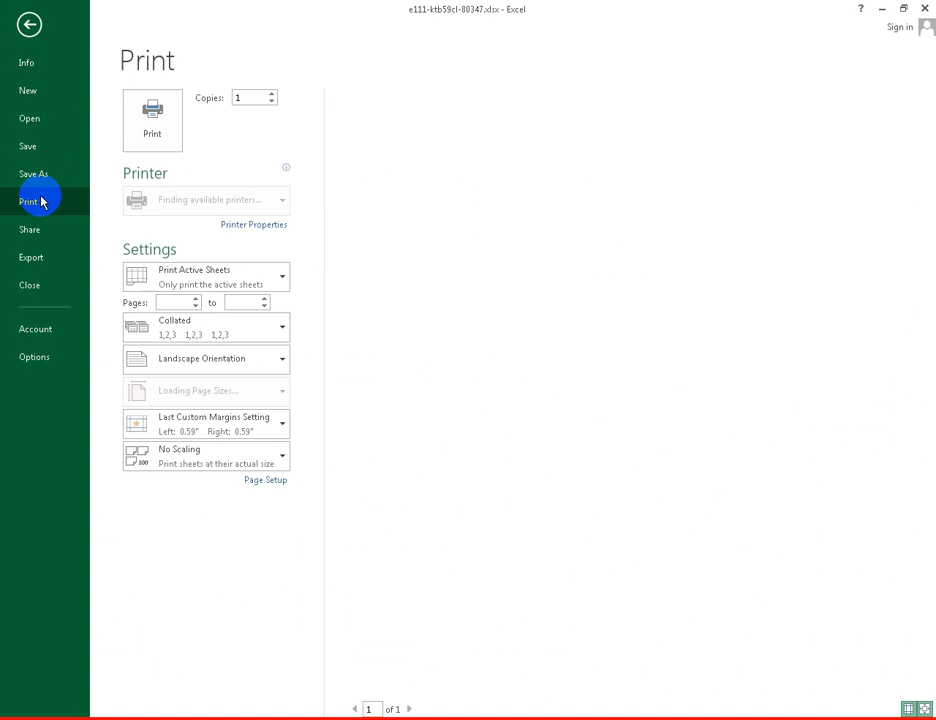 e111-ktb59cl-80347.xlsx - Excel
?
Sign in
Info
New
Open
Save
Save As
Print
Share
Export
Close
Account
Options
Print
Print
Copies: 1
Printer
Finding available printers...
Printer Properties
Settings
Print Active Sheets
Only print the active sheets
Pages: to
Collated
1,2,3 1,2,3 1,2,3
Landscape Orientation
Loading Page Sizes...
Last Custom Margins Setting
Left: 0.59" Right: 0.59"
No Scaling
Print sheets at their actual size
100
Page Setup
1 of 1